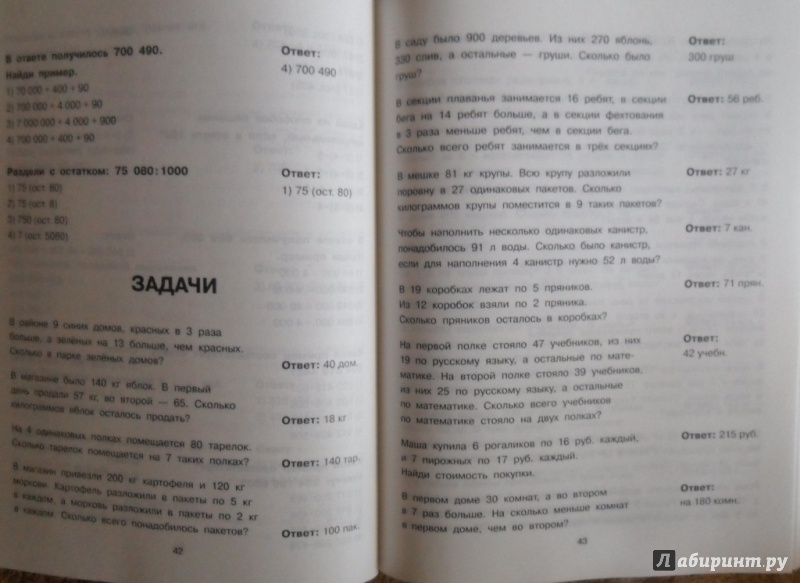 В ответе получилось 700 490.
Найди пример.
1) 70 000 + 400 + 90
2) 700 000 + 4 000 + 90
3) 7 000 000 + 4 000 + 900
4) 700 000 + 400 + 90
Ответ:
4) 700 490
Раздели с остатком: 75 080 : 1000
1) 75 (ост. 80)
2) 75 (ост. 8)
3) 750 (ост. 80)
4) 7 (ост. 5080)
Ответ:
1) 75 (ост. 80)
ЗАДАЧИ
В районе 9 синих домов, красных в 3 раза
больше, а зелёных на 13 больше, чем красных.
Сколько в парке зелёных домов?
Ответ: 40 дом.
В магазине было 140 кг яблок. В первый
день продали 57 кг, во второй — 65. Сколько
килограммов яблок осталось продать?
Ответ: 18 кг
На 4 одинаковых полках помещается 80 тарелок.
Сколько тарелок помещается на 7 таких полках?
Ответ: 140 тар.
В магазин привезли 200 кг картофеля и 120 кг
моркови. Картофель разложили в пакеты по 5 кг
в каждом, а морковь разложили в пакеты по 2 кг
в каждом. Сколько всего понадобилось пакетов?
Ответ: 100 пак.
42
В саду было 900 деревьев. Из них 270 яблонь,
330 слив, а остальные — груши. Сколько было
груш?
Ответ:
300 груш
В секции плаванья занимается 16 ребят, в секции
бега на 14 ребят больше, а в секции фехтования
в 3 раза меньше ребят, чем в секции бега.
Сколько всего ребят занимается в трёх секциях?
Ответ: 56 реб.
В мешке 81 кг крупы. Всю крупу разложили
поровну в 27 одинаковых пакетов. Сколько
килограммов крупы поместится в 9 таких пакетов?
Ответ: 27 кг
Чтобы наполнить несколько одинаковых канистр,
понадобилось 91 л воды. Сколько было канистр,
если для наполнения 4 канистр нужно 52 л воды?
Ответ: 7 кан.
В 19 коробках лежат по 5 пряников.
Из 12 коробок взяли по 2 пряника.
Сколько пряников осталось в коробках?
Ответ: 71 прян.
На первой полке стояло 47 учебников, из них
19 по русскому языку, а остальные по мате-
матике. На второй полке стояло 39 учебников,
из них 25 по русскому языку, а остальные
по математике. Сколько всего учебников
по математике стояло на двух полках?
Ответ:
42 учебн.
Маша купила 6 рогаликов по 16 руб. каждый,
и 7 пирожных по 17 руб. каждый.
Найди стоимость покупки.
Ответ: 215 руб.
В первом доме 30 комнат, а во втором
в 7 раз больше. На сколько меньше комнат
в первом доме, чем во втором?
Ответ:
на 180 комн.
43
Лабиринт.ру